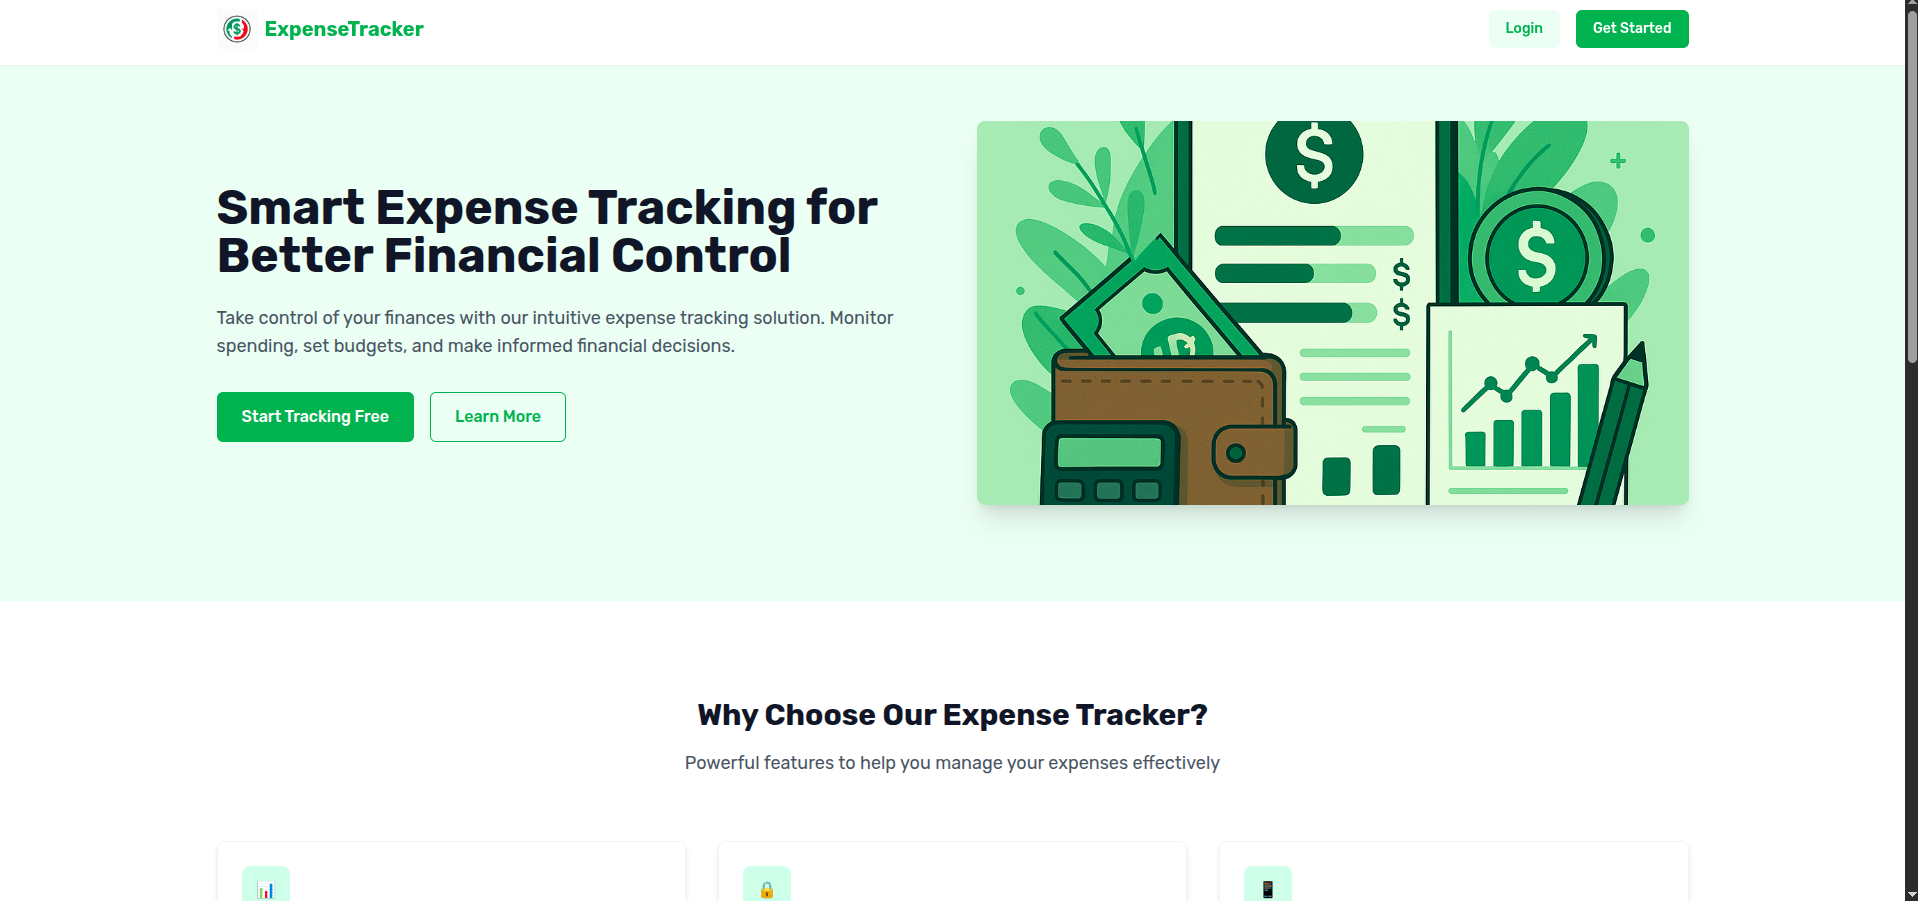 ExpenseTracker
Login
Get Started
Smart Expense Tracking for
Better Financial Control
Take control of your finances with our intuitive expense tracking solution. Monitor
spending, set budgets, and make informed financial decisions.
Start Tracking Free
Learn More
$
$
$
$
Why Choose Our Expense Tracker?
Powerful features to help you manage your expenses effectively